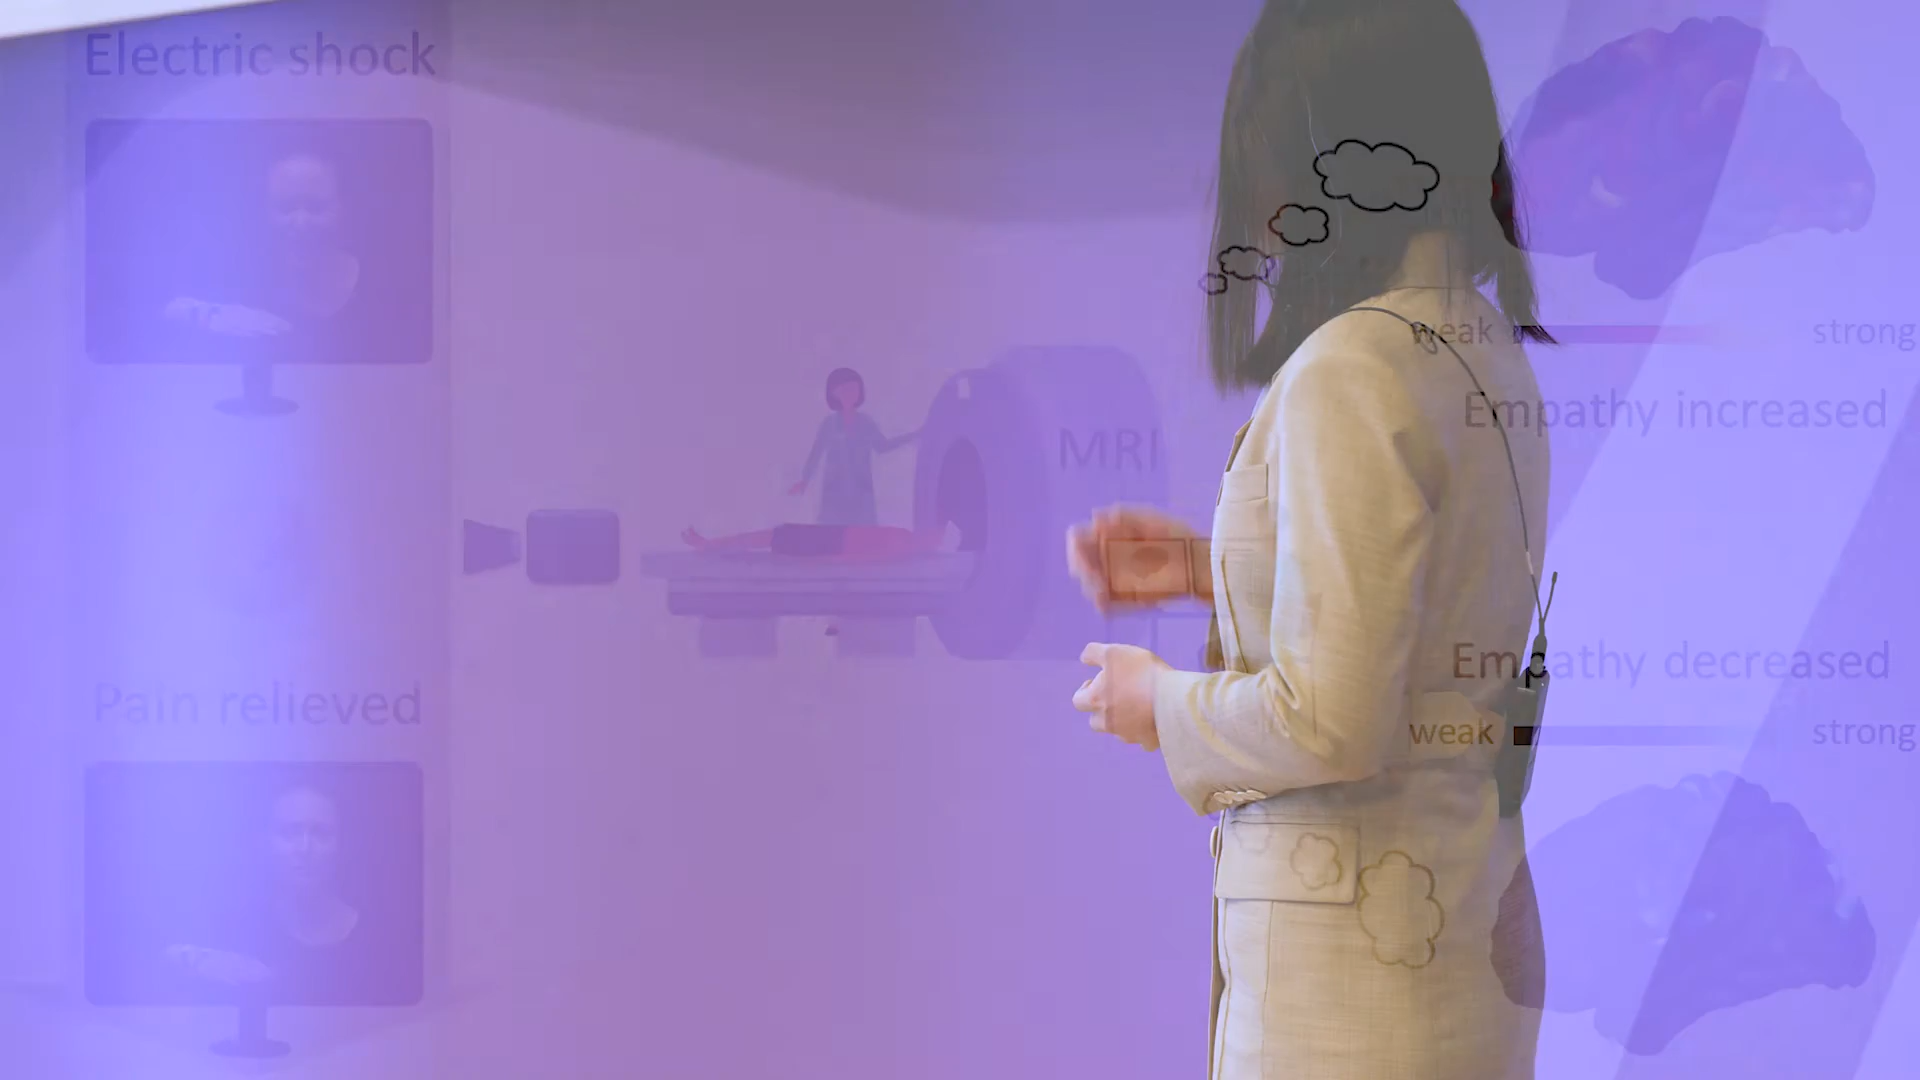 Electric shock
MRI
weak strong
Empathy increased
Empathy decreased
Pain relieved
weak strong